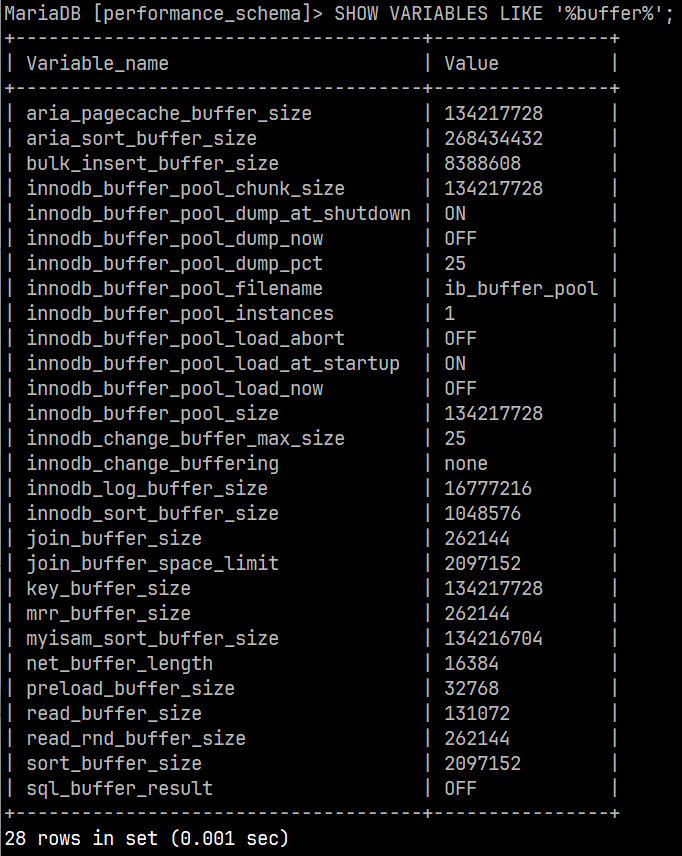 MariaDB [performance_schema]> SHOW VARIABLES LIKE '%buffer%';
+-------------------------------------+----------------+
| Variable_name                       | Value          |
+-------------------------------------+----------------+
| aria_pagecache_buffer_size          | 134217728      |
| aria_sort_buffer_size               | 268434432      |
| bulk_insert_buffer_size             | 8388608        |
| innodb_buffer_pool_chunk_size       | 134217728      |
| innodb_buffer_pool_dump_at_shutdown | ON             |
| innodb_buffer_pool_dump_now         | OFF            |
| innodb_buffer_pool_dump_pct         | 25             |
| innodb_buffer_pool_filename         | ib_buffer_pool |
| innodb_buffer_pool_instances        | 1              |
| innodb_buffer_pool_load_abort       | OFF            |
| innodb_buffer_pool_load_at_startup  | ON             |
| innodb_buffer_pool_load_now         | OFF            |
| innodb_buffer_pool_size             | 134217728      |
| innodb_change_buffer_max_size       | 25             |
| innodb_change_buffering             | none           |
| innodb_log_buffer_size              | 16777216       |
| innodb_sort_buffer_size             | 1048576        |
| join_buffer_size                    | 262144         |
| join_buffer_space_limit             | 2097152        |
| key_buffer_size                     | 134217728      |
| mrr_buffer_size                     | 262144         |
| myisam_sort_buffer_size             | 134216704      |
| net_buffer_length                   | 16384          |
| preload_buffer_size                 | 32768          |
| read_buffer_size                    | 131072         |
| read_rnd_buffer_size                | 262144         |
| sort_buffer_size                    | 2097152        |
| sql_buffer_result                   | OFF            |
+-------------------------------------+----------------+
28 rows in set (0.001 sec)